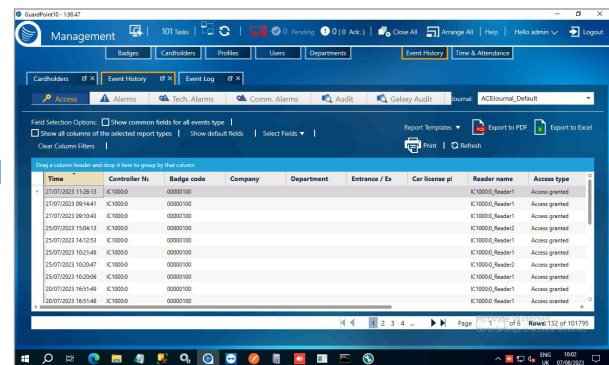 GuardPoint10 - 1.90.47
Management
101 Tasks
0 Pending
0 ( 0 Ack. )
Close All
Arrange All
Help
Hello admin
Logout
Badges
Cardholders
Profiles
Users
Departments
Event History
Time & Attendance
Cardholders
Event History
Event Log
Access
Alarms
Tech. Alarms
Comm. Alarms
Audit
Galaxy Audit
Journal:
ACBJournal_Default
Field Selection Options:
Show common fields for all events type
Show all columns of the selected report types
Show default fields
Select Fields
Clear Column Filters
Report Templates
Export to PDF
Export to Excel
Print
Refresh
Drag a column header and drop it here to group by that column
Time Controller Na Badge code Company Department Entrance / Ex Car license pl Reader name Access type
27/07/2023 11:26:13 IC1000:0 00000100 IC1000:0_Reader1 Access granted
27/07/2023 09:14:41 IC1000:0 00000100 IC1000:0_Reader1 Access granted
27/07/2023 09:10:43 IC1000:0 00000100 IC1000:0_Reader1 Access granted
25/07/2023 15:04:13 IC1000:0 00000100 IC1000:0_Reader2 Access granted
25/07/2023 14:12:53 IC1000:0 00000100 IC1000:0_Reader1 Access granted
25/07/2023 10:21:46 IC1000:0 00000100 IC1000:0_Reader1 Access granted
25/07/2023 10:20:47 IC1000:0 00000100 IC1000:0_Reader2 Access granted
25/07/2023 10:20:06 IC1000:0 00000100 IC1000:0_Reader1 Access granted
20/07/2023 16:51:49 IC1000:0 00000100 IC1000:0_Reader1 Access granted
20/07/2023 16:51:48 IC1000:0 00000100 IC1000:0_Reader1 Access granted
1 2 3 4 ...
Page 1 of 6 Rows: 132 of 101795
ENG
UK
10:02
07/08/2023